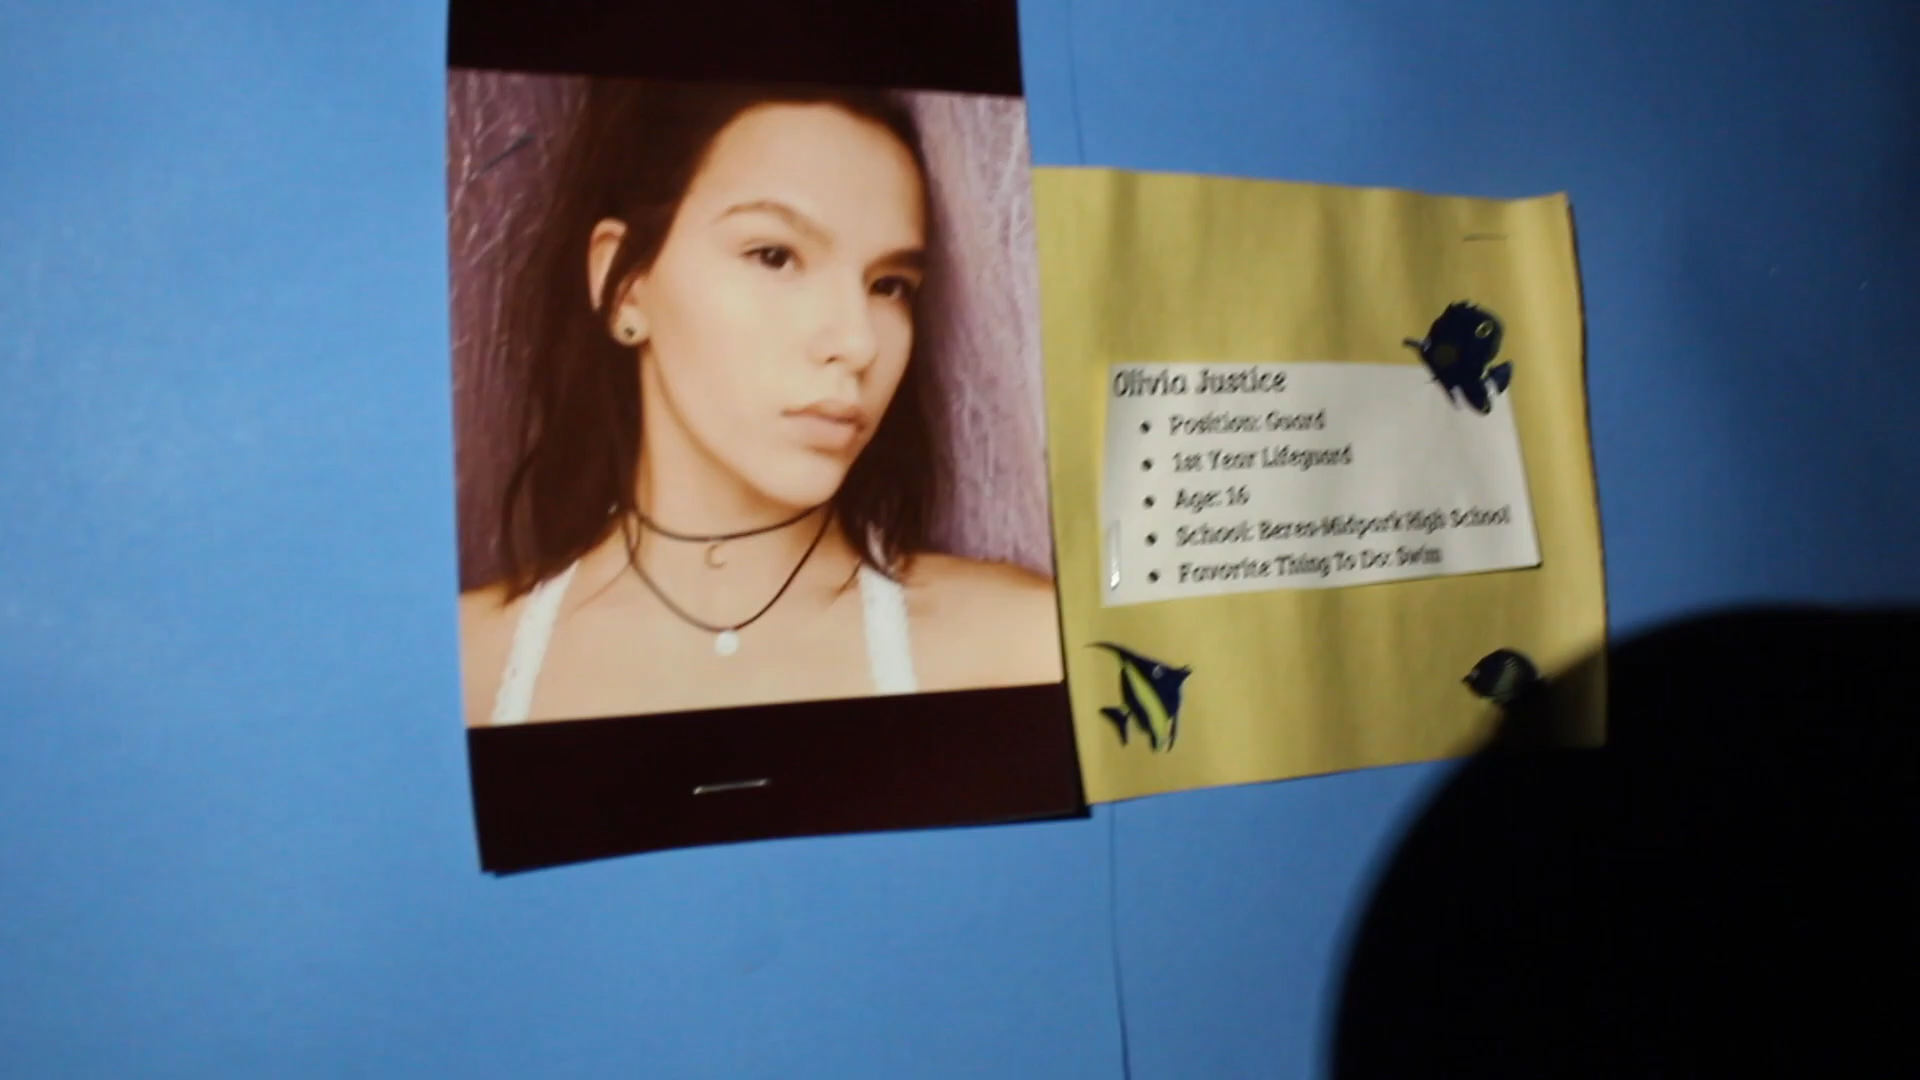 Olivia Justice
Position: Guard
1st Year Lifeguard
Age: 16
School: Berea-Midpark High School
Favorite Thing To Do: Swim